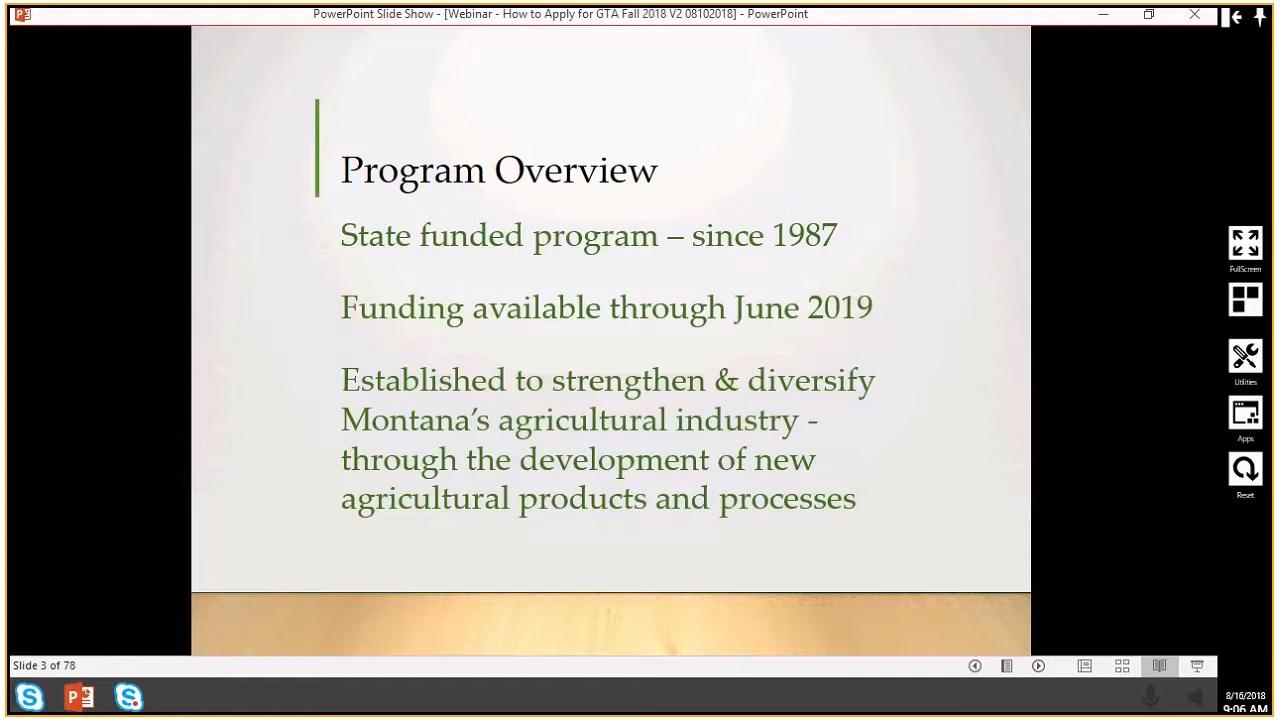 PowerPoint Slide Show - [Webinar - How to Apply for GTA Fall 2018 V2 08102018] - PowerPoint
Program Overview
State funded program – since 1987
Funding available through June 2019
Established to strengthen & diversify
Montana's agricultural industry -
through the development of new
agricultural products and processes
FullScreen
Utilities
Apps
Reset
Slide 3 of 78
8/16/2018
9:06 AM